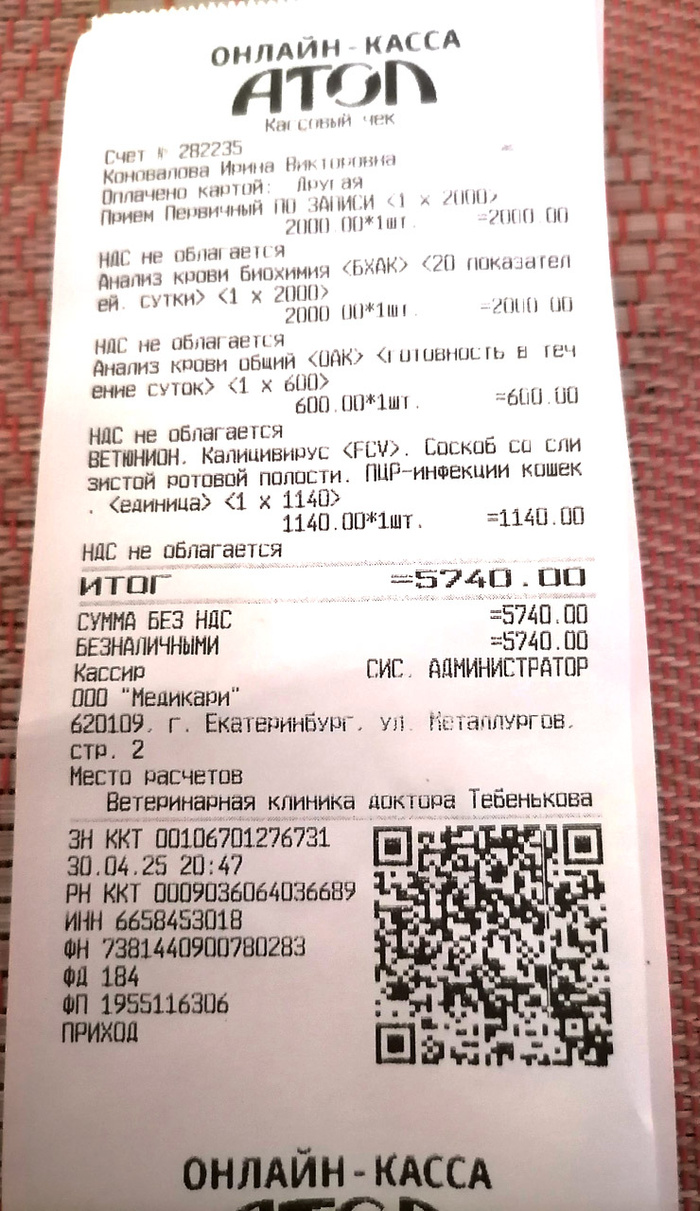 ОНЛАЙН-КАССА
АТОЛ
Кассовый чек
Счет № 282235
Коновалова Ирина Викторовна
Оплачено картой: Другая
Прием Первичный ПО ЗАПИСИ <1 x 2000>
2000.00*1шт. =2000.00
НДС не облагается
Анализ крови биохимия <БХАК> <20 показател
ей. сутки> <1 x 2000>
2000.00*1шт. =2000.00
НДС не облагается
Анализ крови общий <ОАК> <готовность в теч
ение суток> <1 x 600>
600.00*1шт. =600.00
НДС не облагается
ВЕТЮНИОН. Калицивирус <FCV>. Соскоб со сли
зистой ротовой полости. ПЦР-инфекции кошек
. <единица> <1 x 1140>
1140.00*1шт. =1140.00
НДС не облагается
ИТОГ =5740.00
СУММА БЕЗ НДС =5740.00
БЕЗНАЛИЧНЫМИ =5740.00
Кассир СИС. АДМИНИСТРАТОР
ООО "Медикари"
620109, г. Екатеринбург, ул. Металлургов,
стр. 2
Место расчетов
Ветеринарная клиника доктора Тебенькова
ЗН ККТ 00106701276731
30.04.25 20:47
РН ККТ 0009036064036689
ИНН 6658453018
ФН 7381440900780283
ФД 184
ФП 1955116306
ПРИХОД
ОНЛАЙН-КАССА
АТОЛ